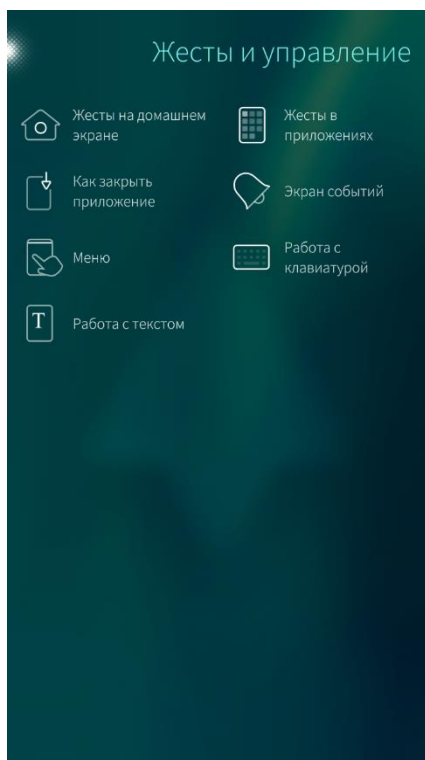 Жесты и управление
Жесты на домашнем
экране
Жесты в
приложениях
Как закрыть
приложение
Экран событий
Меню
Работа с
клавиатурой
T
Работа с текстом